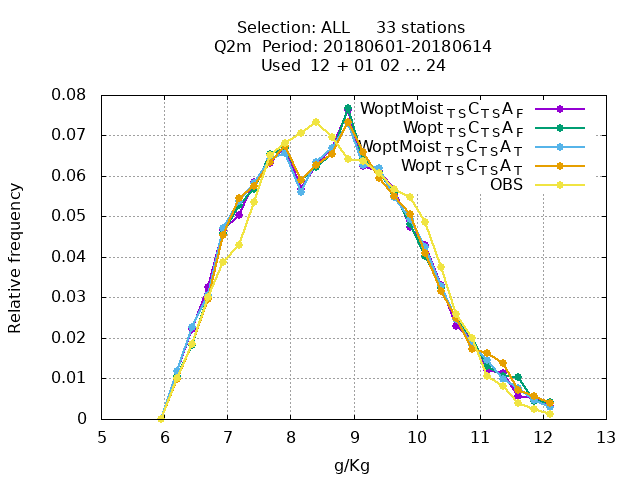 Selection: ALL 33 stations
Q2m Period: 20180601-20180614
Used 12 + 01 02 ... 24
WoptMoist TS C TS A F
Wopt TS C TS A F
WoptMoist TS C TS A T
Wopt TS C TS A T
OBS
Relative frequency
0.08
0.07
0.06
0.05
0.04
0.03
0.02
0.01
0
5 6 7 8 9 10 11 12 13
g/Kg